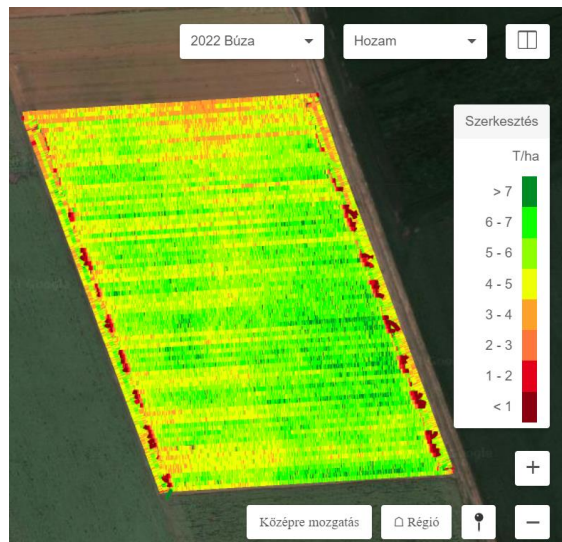 2022 Búza
Hozam
Szerkesztés
T/ha
> 7
6 - 7
5 - 6
4 - 5
3 - 4
2 - 3
1 - 2
< 1
+
Középre mozgatás
Régió
−